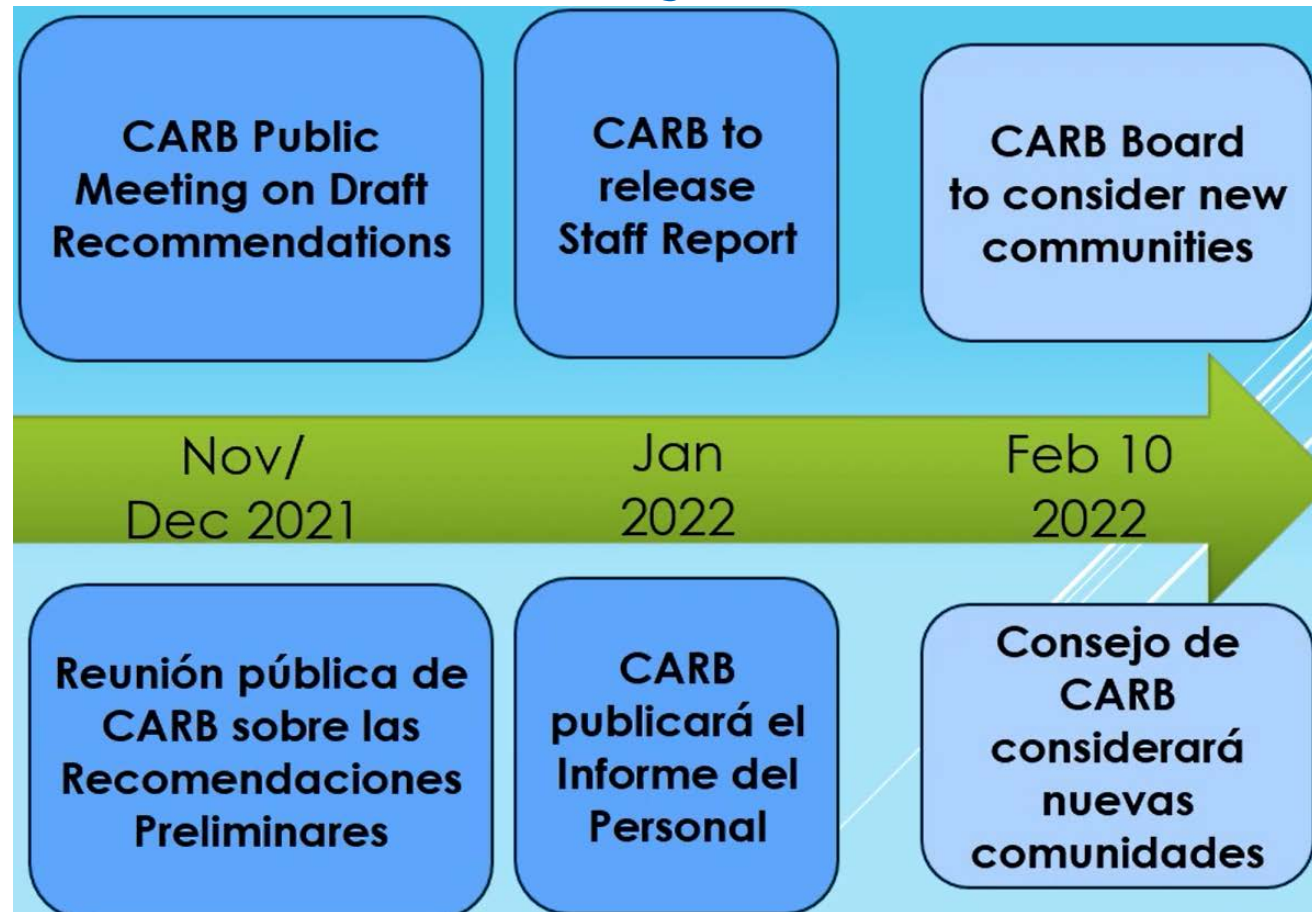 CARB Public
Meeting on Draft
Recommendations
CARB to
release
Staff Report
CARB Board
to consider new
communities
Nov/
Dec 2021
Jan
2022
Feb 10
2022
Reunión pública de
CARB sobre las
Recomendaciones
Preliminares
CARB
publicará el
Informe del
Personal
Consejo de
CARB
considerará
nuevas
comunidades